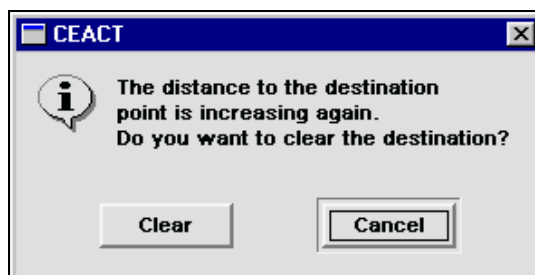 CEACT
The distance to the destination
point is increasing again.
Do you want to clear the destination?
Clear
Cancel